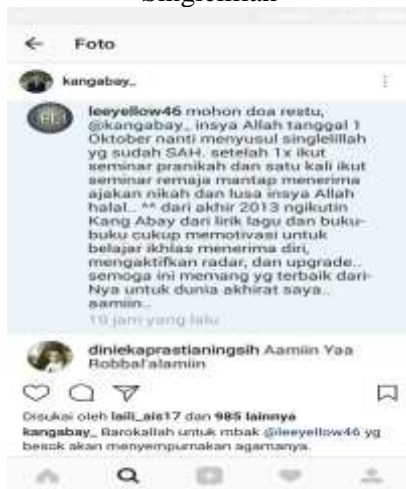 Singlelillah
Foto
kangabay_
leeyellow46 mohon doa restu,
@kangabay_ insya Allah tanggal 1
Oktober nanti menyusul singlelillah
yg sudah SAH. setelah 1x ikut
seminar pranikah dan satu kali ikut
seminar remaja mantap menerima
ajakan nikah dan lusa insya Allah
halal.. ^^ dari akhir 2013 ngikutin
Kang Abay dari lirik lagu dan buku-
buku cukup memotivasi untuk
belajar ikhlas menerima diri,
mengaktifkan radar, dan upgrade..
semoga ini memang yg terbaik dari-
Nya untuk dunia akhirat saya..
aamiin..
19 jam yang lalu
diniekaprastianingsih Aamiin Yaa
Robbal'alamiin
Disukai oleh laili_ais17 dan 985 lainnya
kangabay_ Barokallah untuk mbak @leeyellow46 yg
besok akan menyempurnakan agamanya.